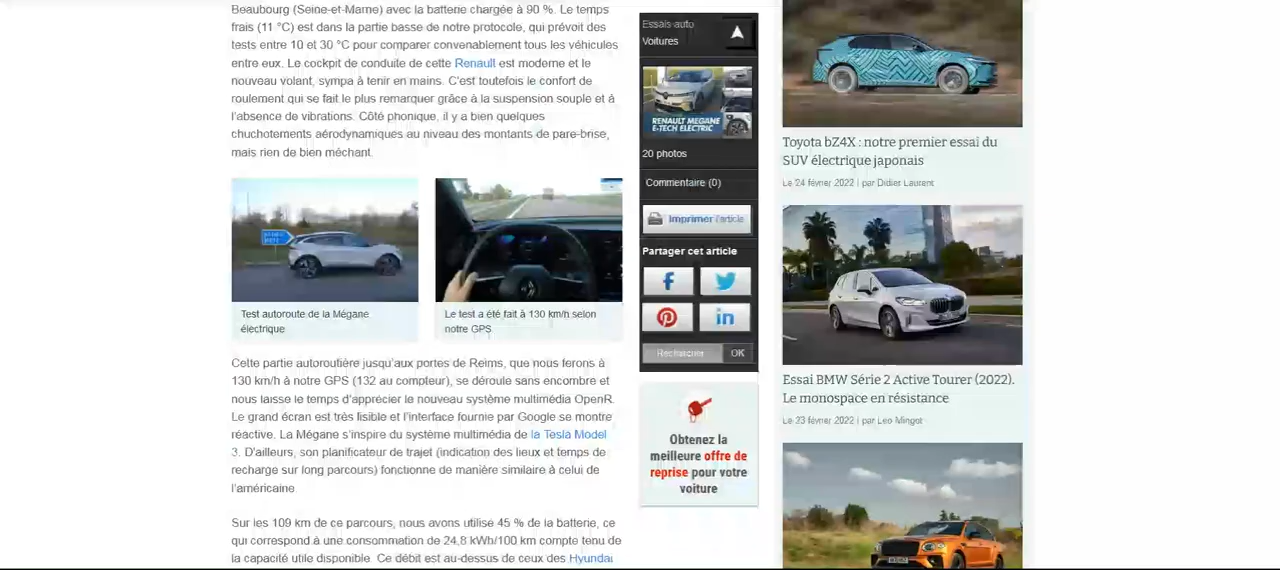 Beaubourg (Seine-et-Marne) avec la batterie chargée à 90 %. Le temps
frais (11 °C) est dans la partie basse de notre protocole, qui prévoit des
tests entre 10 et 30 °C pour comparer convenablement tous les véhicules
entre eux. Le cockpit de conduite de cette Renault est moderne et le
nouveau volant, sympa à tenir en mains. C'est toutefois le confort de
roulement qui se fait le plus remarquer grâce à la suspension souple et à
l'absence de vibrations. Côté phonique, il y a bien quelques
chuchotements aérodynamiques au niveau des montants de pare-brise,
mais rien de bien méchant.
Test autoroute de la Mégane
électrique
Le test a été fait à 130 km/h selon
notre GPS
Cette partie autoroutière jusqu'aux portes de Reims, que nous ferons à
130 km/h à notre GPS (132 au compteur), se déroule sans encombre et
nous laisse le temps d'apprécier le nouveau système multimédia OpenR.
Le grand écran est très lisible et l'interface fournie par Google se montre
réactive. La Mégane s'inspire du système multimédia de la Tesla Model
3. D'ailleurs, son planificateur de trajet (indication des lieux et temps de
recharge sur long parcours) fonctionne de manière similaire à celui de
l'américaine.
Sur les 109 km de ce parcours, nous avons utilisé 45 % de la batterie, ce
qui correspond à une consommation de 24,8 kWh/100 km compte tenu de
la capacité utile disponible. Ce débit est au-dessus de ceux des Hyundai
Essais auto
Voitures
RENAULT MEGANE
E-TECH ELECTRIC
20 photos
Commentaire (0)
Imprimer l'article
Partager cet article
Rechercher OK
Obtenez la
meilleure offre de
reprise pour votre
voiture
Toyota bZ4X : notre premier essai du
SUV électrique japonais
Le 24 février 2022 | par Didier Laurent
Essai BMW Série 2 Active Tourer (2022).
Le monospace en résistance
Le 23 février 2022 | par Leo Mingot